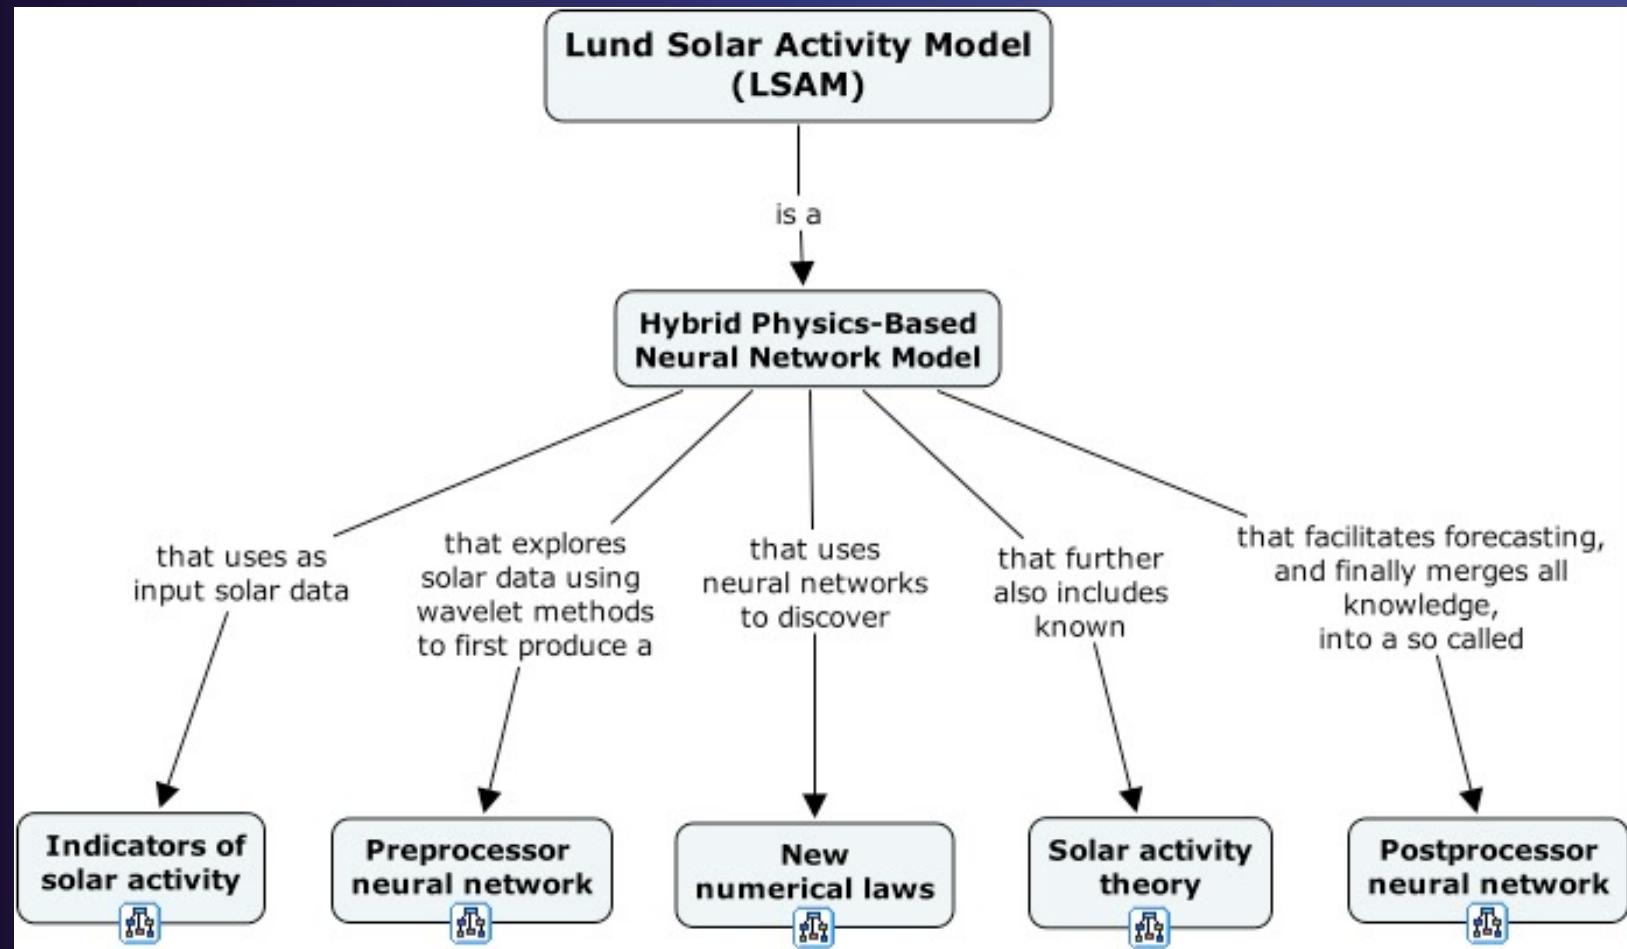 Lund Solar Activity Model
(LSAM)
is a
Hybrid Physics-Based
Neural Network Model
that uses as
input solar data
that explores
solar data using
wavelet methods
to first produce a
that uses
neural networks
to discover
that further
also includes
known
that facilitates forecasting,
and finally merges all
knowledge,
into a so called
Indicators of
solar activity
Preprocessor
neural network
New
numerical laws
Solar activity
theory
Postprocessor
neural network